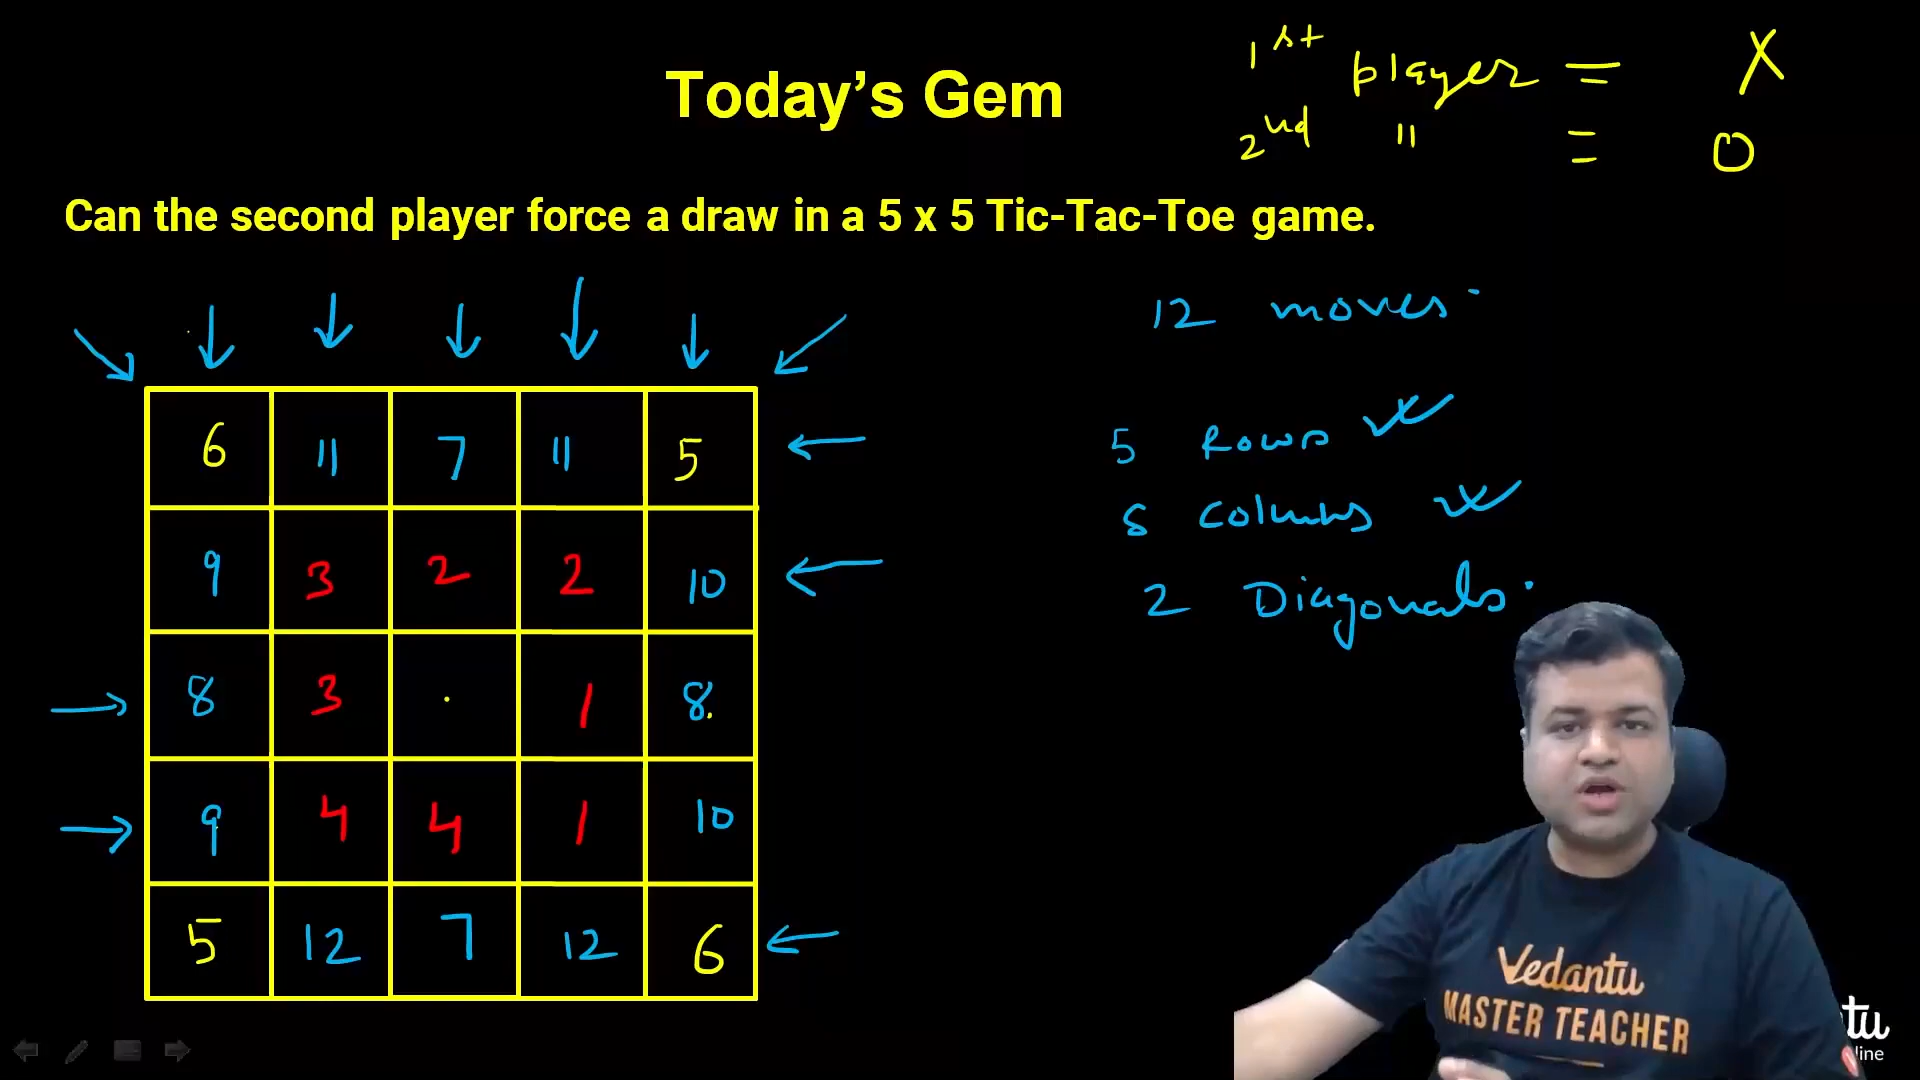 Today's Gem
1st player = X
2nd " = O
Can the second player force a draw in a 5 x 5 Tic-Tac-Toe game.
12 moves.
5 Rows
5 Columns
2 Diagonals.
6 11 7 11 5
9 3 2 2 10
8 3 . 1 8.
9 4 4 1 10
5 12 7 12 6
Vedantu
MASTER TEACHER
tu
line